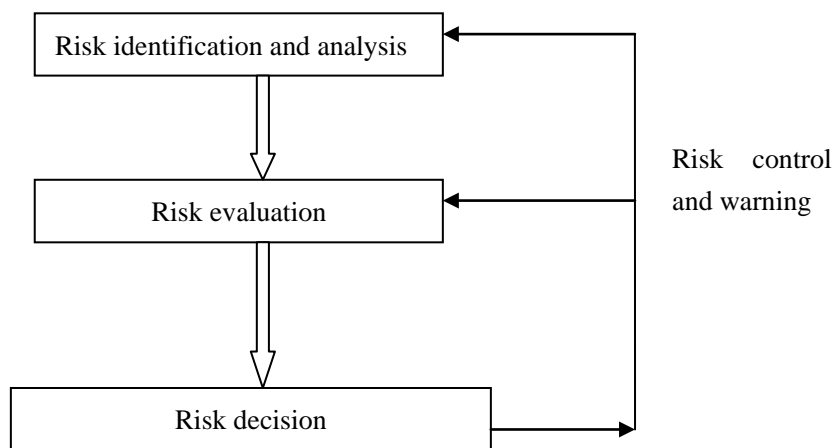 Risk identification and analysis
Risk control
and warning
Risk evaluation
Risk decision